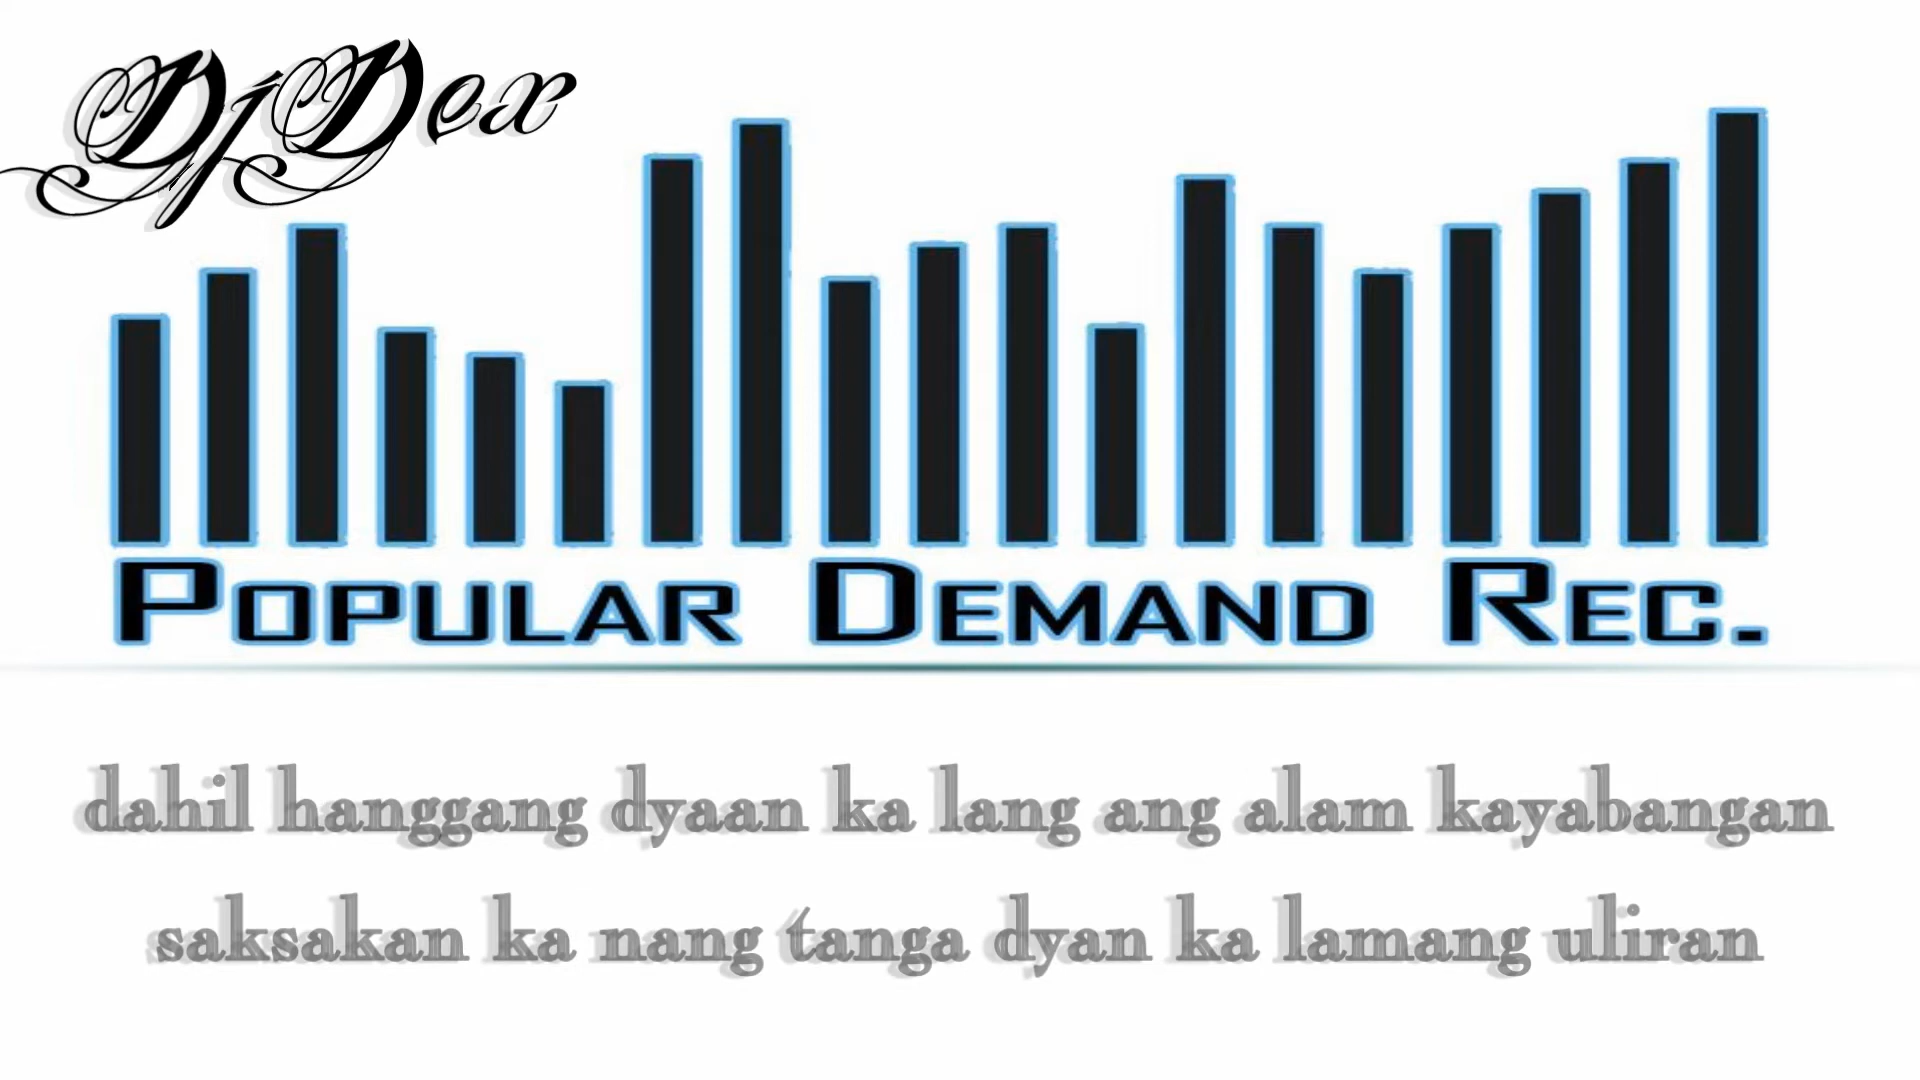 DjDex
Popular Demand Rec.
dahil hanggang dyaan ka lang ang alam kayabangan
saksakan ka nang tanga dyan ka lamang uliran